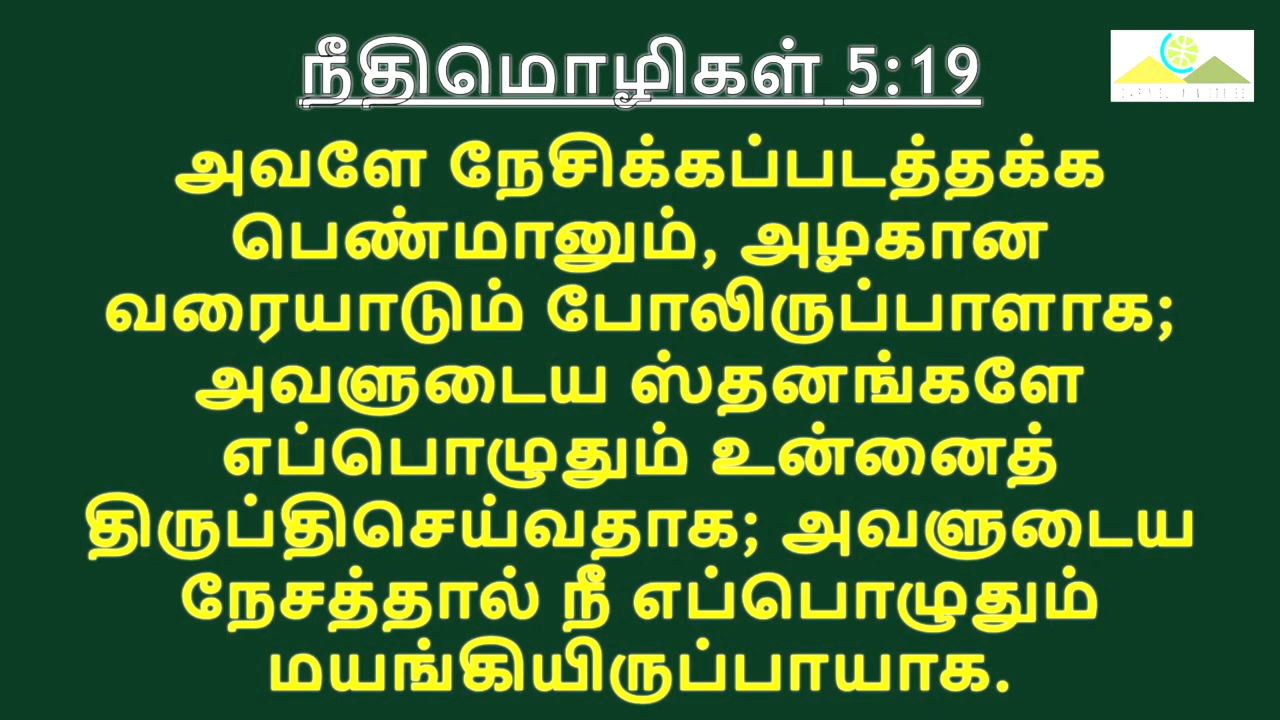 நீதிமொழிகள் 5:19
அவளே நேசிக்கப்படத்தக்க
பெண்மானும், அழகான
வரையாடும் போலிருப்பாளாக;
அவளுடைய ஸ்தனங்களே
எப்பொழுதும் உன்னைத்
திருப்திசெய்வதாக; அவளுடைய
நேசத்தால் நீ எப்பொழுதும்
மயங்கியிருப்பாயாக.